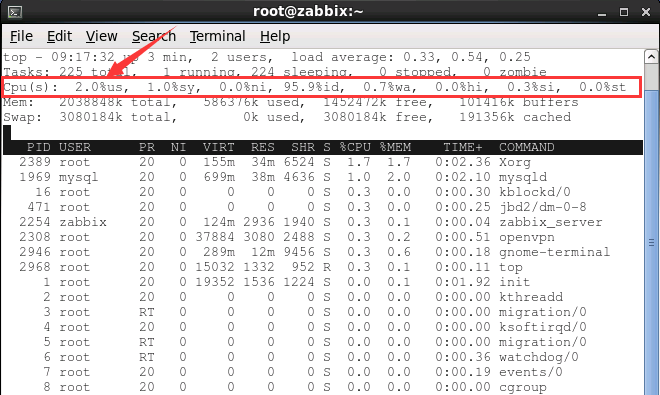 root@zabbix:~
File Edit View Search Terminal Help
top - 09:17:32 up 3 min, 2 users, load average: 0.33, 0.54, 0.25
Tasks: 225 total, 1 running, 224 sleeping, 0 stopped, 0 zombie
Cpu(s): 2.0%us, 1.0%sy, 0.0%ni, 95.9%id, 0.7%wa, 0.0%hi, 0.3%si, 0.0%st
Mem: 2038848k total, 586376k used, 1452472k free, 101416k buffers
Swap: 3080184k total, 0k used, 3080184k free, 191356k cached
PID USER PR NI VIRT RES SHR S %CPU %MEM TIME+ COMMAND
2389 root 20 0 155m 34m 6524 S 1.7 1.7 0:02.36 Xorg
1969 mysql 20 0 699m 38m 4636 S 1.0 2.0 0:02.10 mysqld
16 root 20 0 0 0 0 S 0.3 0.0 0:00.30 kblockd/0
471 root 20 0 0 0 0 S 0.3 0.0 0:00.25 jbd2/dm-0-8
2254 zabbix 20 0 124m 2936 1940 S 0.3 0.1 0:00.04 zabbix_server
2308 root 20 0 37884 3080 2488 S 0.3 0.2 0:00.51 openvpn
2946 root 20 0 289m 12m 9456 S 0.3 0.6 0:00.18 gnome-terminal
2968 root 20 0 15032 1332 952 R 0.3 0.1 0:00.11 top
1 root 20 0 19352 1536 1224 S 0.0 0.1 0:01.92 init
2 root 20 0 0 0 0 S 0.0 0.0 0:00.00 kthreadd
3 root RT 0 0 0 0 S 0.0 0.0 0:00.00 migration/0
4 root 20 0 0 0 0 S 0.0 0.0 0:00.00 ksoftirqd/0
5 root RT 0 0 0 0 S 0.0 0.0 0:00.00 migration/0
6 root RT 0 0 0 0 S 0.0 0.0 0:00.36 watchdog/0
7 root 20 0 0 0 0 S 0.0 0.0 0:00.19 events/0
8 root 20 0 0 0 0 S 0.0 0.0 0:00.00 cgroup